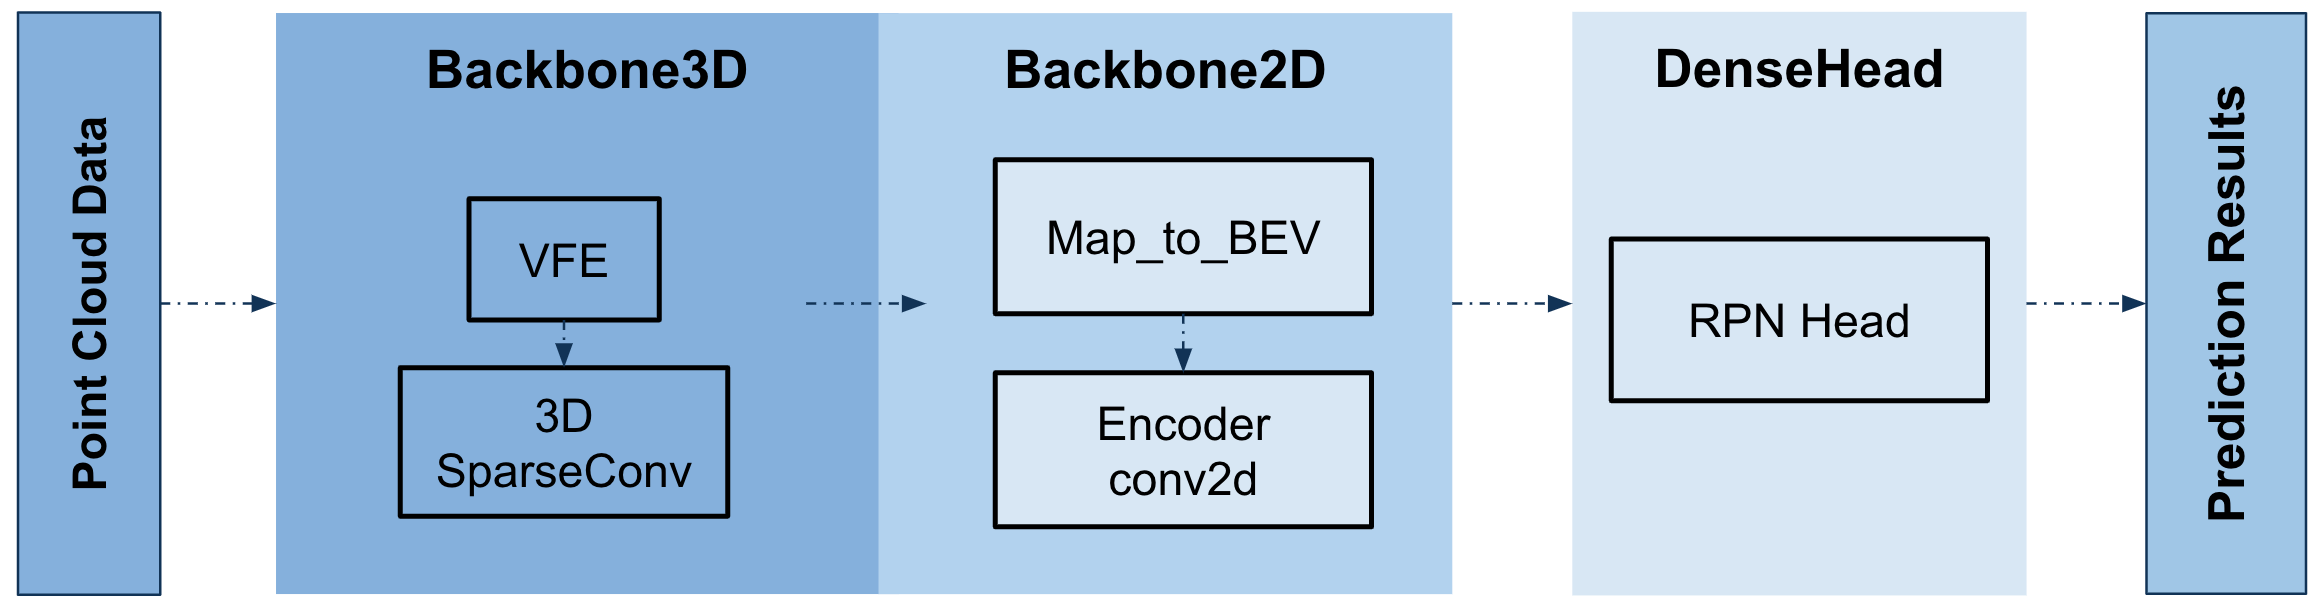 Point Cloud Data
Backbone3D
VFE
3D
SparseConv
Backbone2D
Map_to_BEV
Encoder
conv2d
DenseHead
RPN Head
Prediction Results